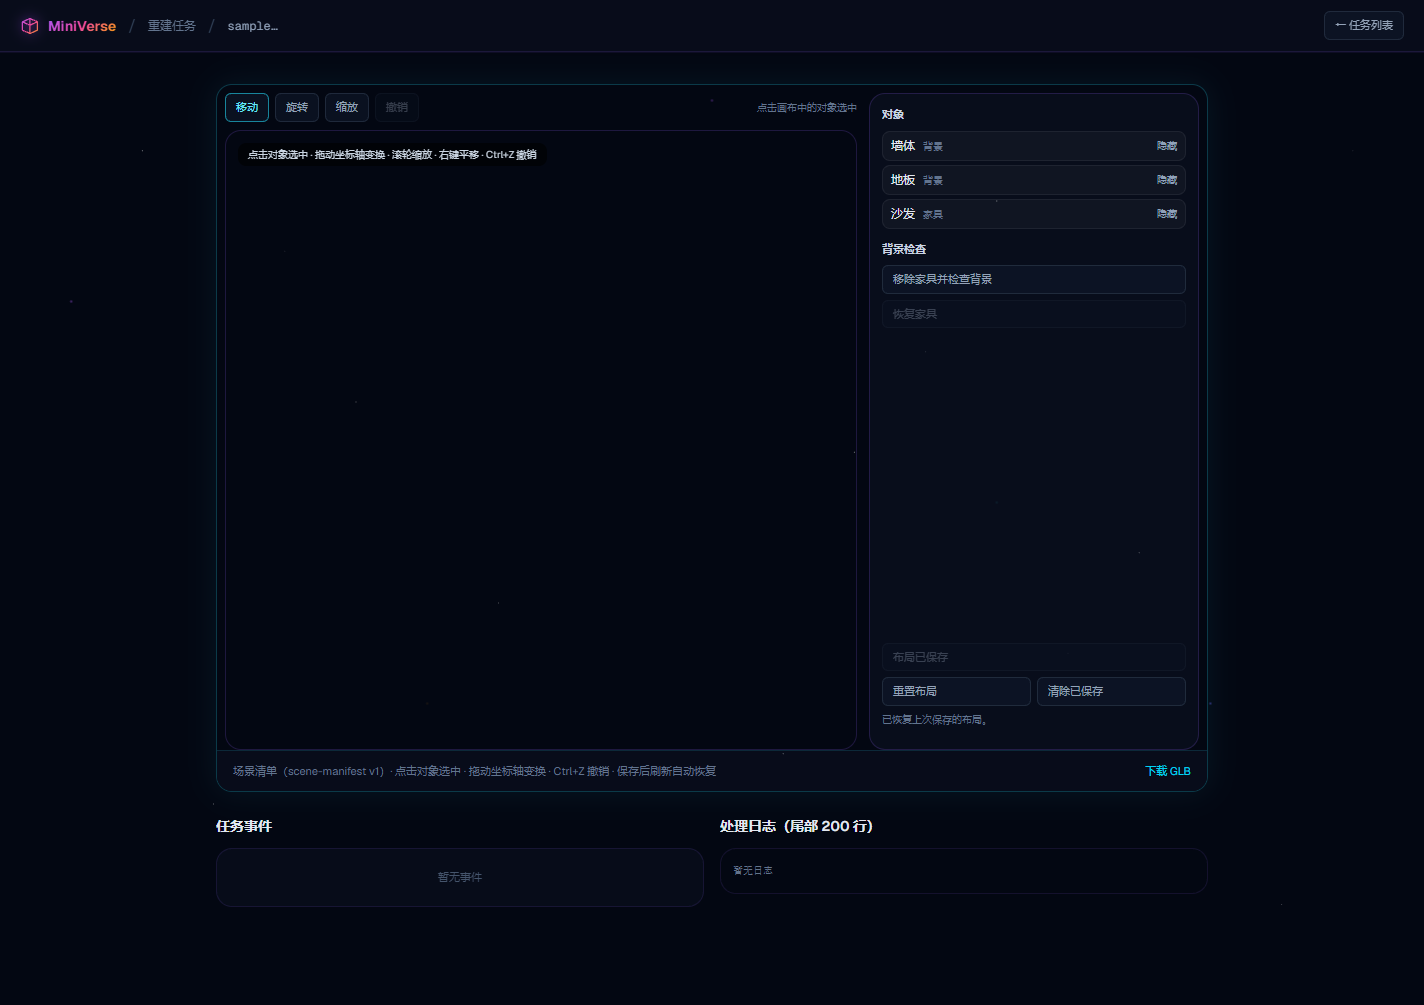 MiniVerse / 重建任务 / sample…
← 任务列表
移动 旋转 缩放 撤销
点击画布中的对象选中
点击对象选中 · 拖动坐标轴变换 · 滚轮缩放 · 右键平移 · Ctrl+Z 撤销
对象
墙体 背景 隐藏
地板 背景 隐藏
沙发 家具 隐藏
背景检查
移除家具并检查背景
恢复家具
布局已保存
重置布局 清除已保存
已恢复上次保存的布局。
场景清单（scene-manifest v1）· 点击对象选中 · 拖动坐标轴变换 · Ctrl+Z 撤销 · 保存后刷新自动恢复
下载 GLB
任务事件
暂无事件
处理日志（尾部 200 行）
暂无日志